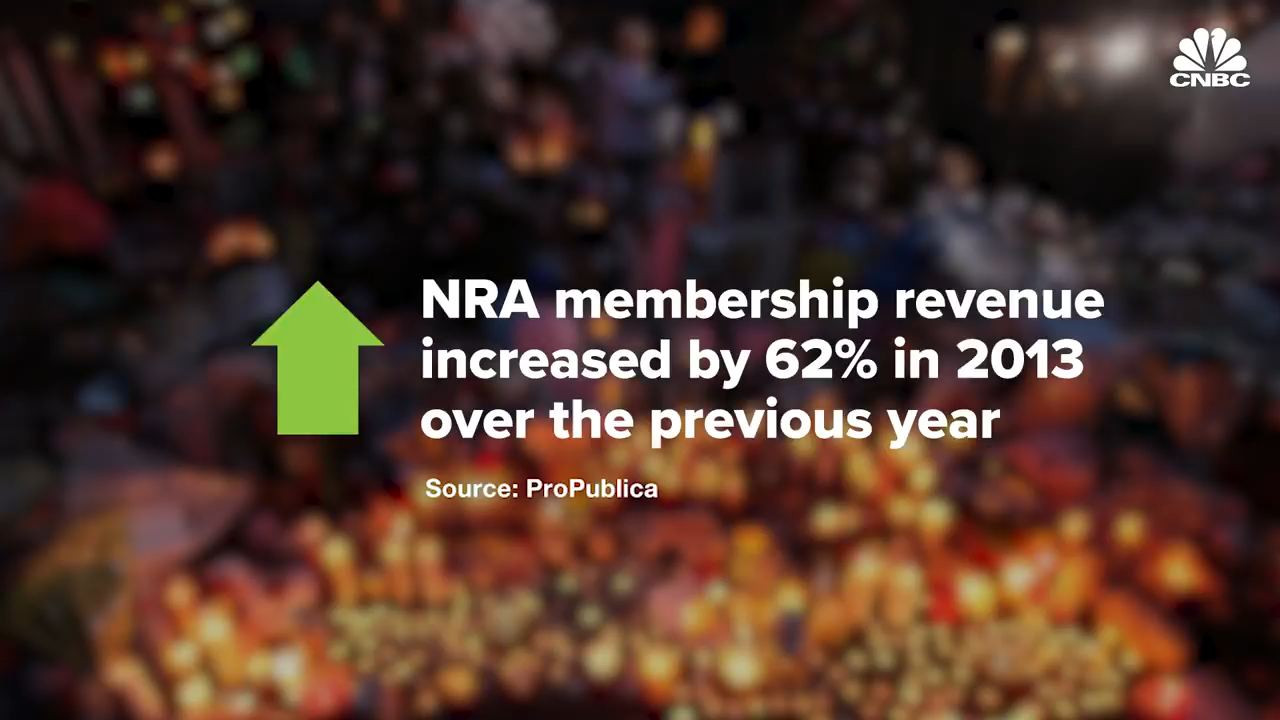 CNBC
NRA membership revenue
increased by 62% in 2013
over the previous year
Source: ProPublica